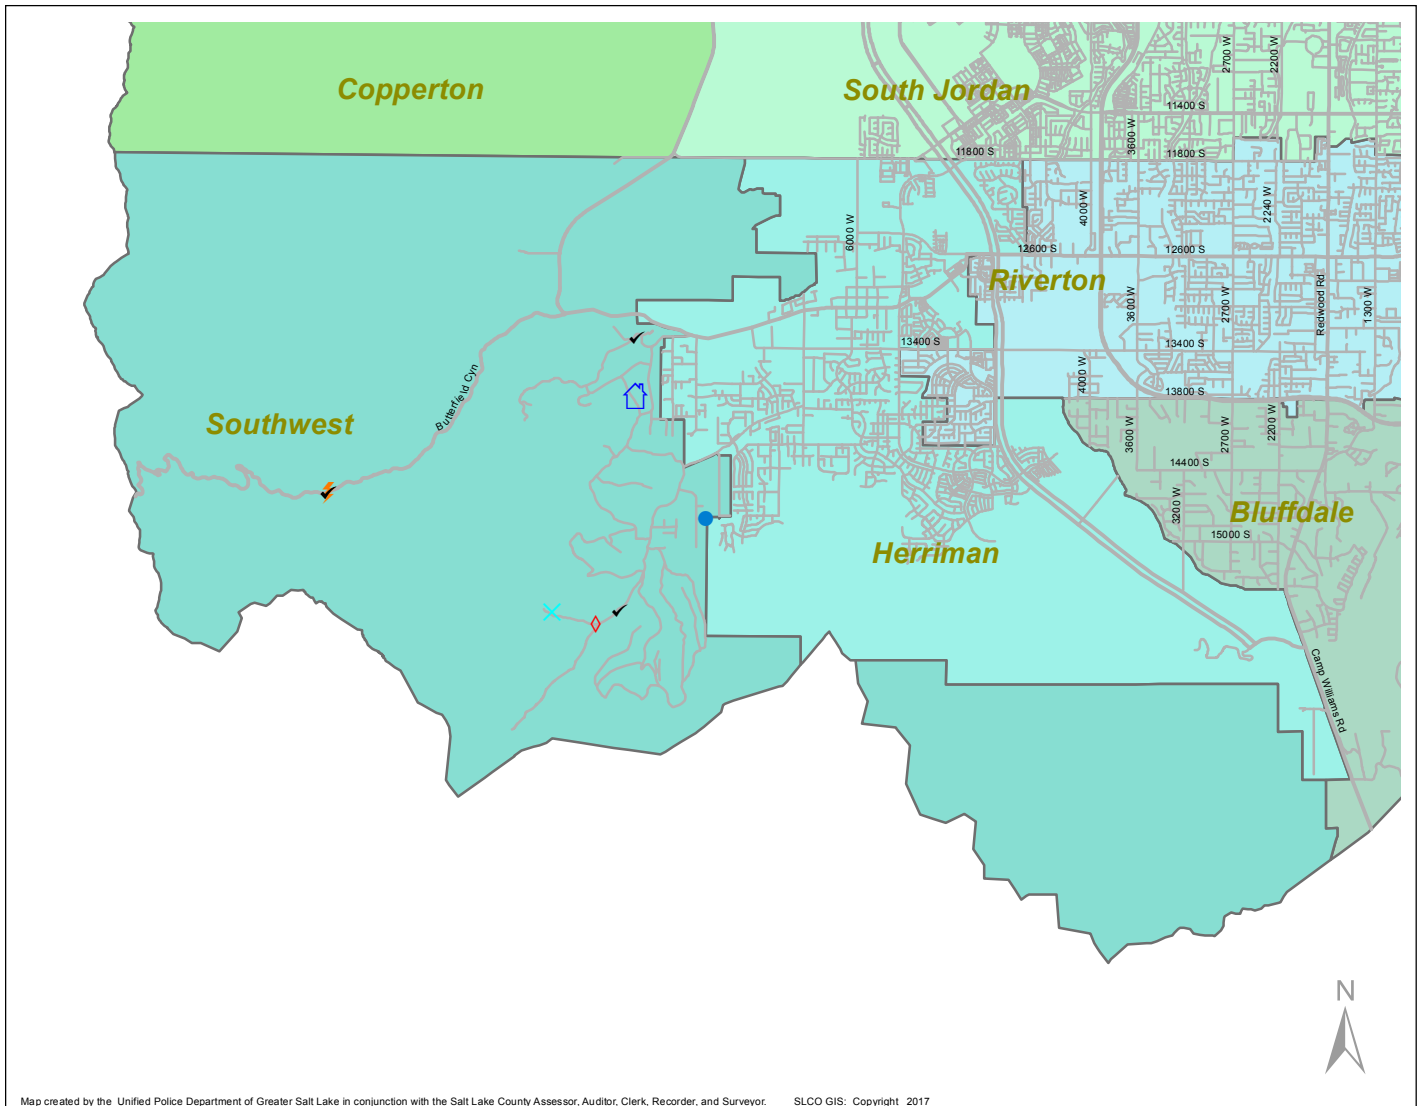 2700 W
2200 W
Copperton
South Jordan
11400 S
3600 W
11800 S
11800 S
4000 W
2240 W
6000 W
12600 S
12600 S
Riverton
3600 W
2700 W
Redwood Rd
1300 W
13400 S
13400 S
Butterfield Cyn
4000 W
13800 S
Southwest
3600 W
2700 W
2200 W
14400 S
3200 W
Bluffdale
15000 S
Herriman
Camp Williams Rd
N
Map created by the Unified Police Department of Greater Salt Lake in conjunction with the Salt Lake County Assessor, Auditor, Clerk, Recorder, and Surveyor. SLCO GIS: Copyright 2017